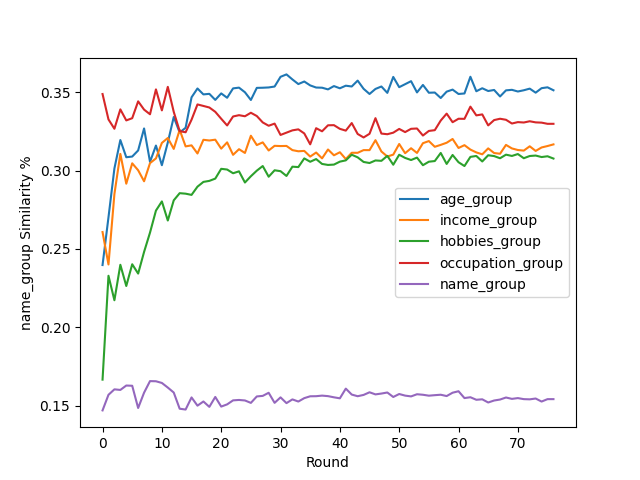 0.35
0.30
0.25
0.20
0.15
name_group Similarity %
age_group
income_group
hobbies_group
occupation_group
name_group
0 10 20 30 40 50 60 70
Round